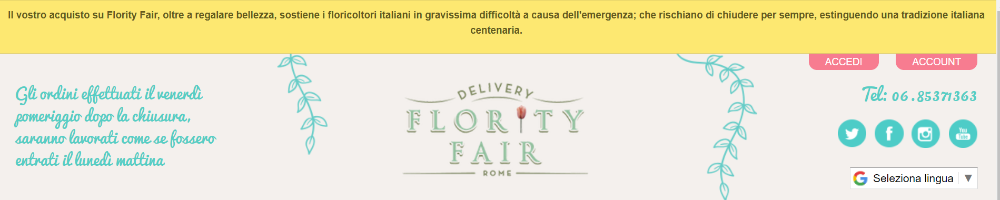 Il vostro acquisto su Flority Fair, oltre a regalare bellezza, sostiene i floricoltori italiani in gravissima difficoltà a causa dell'emergenza; che rischiano di chiudere per sempre, estinguendo una tradizione italiana
centenaria.
ACCEDI
ACCOUNT
Gli ordini effettuati il venerdì
pomeriggio dopo la chiusura,
saranno lavorati come se fossero
entrati il lunedì mattina
DELIVERY
FLORITY
FAIR
ROME
Tel: 06.85371363
You
Tube
Seleziona lingua